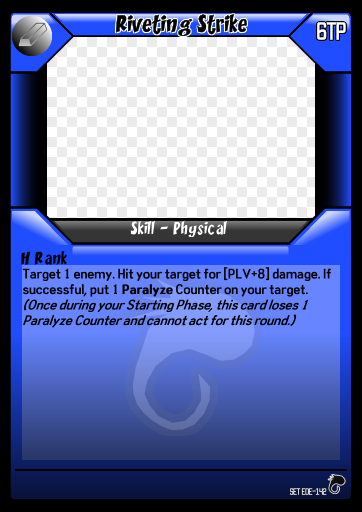 Riveting Strike
6TP
Skill - Physical
H Rank
Target 1 enemy. Hit your target for [PLV+8] damage. If
successful, put 1 Paralyze Counter on your target.
(Once during your Starting Phase, this card loses 1
Paralyze Counter and cannot act for this round.)
SET EOE-142